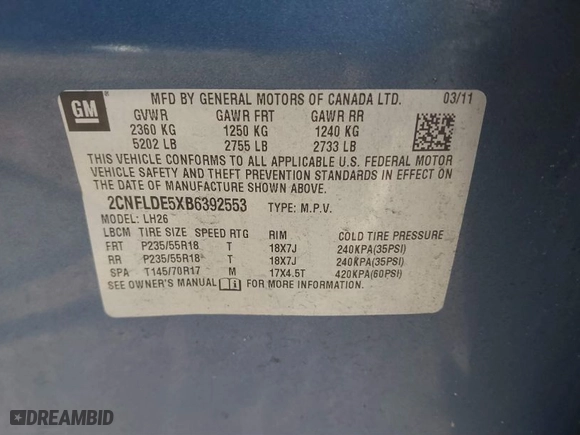 GM
MFD BY GENERAL MOTORS OF CANADA LTD. 03/11
GVWR GAWR FRT GAWR RR
2360 KG 1250 KG 1240 KG
5202 LB 2755 LB 2733 LB
THIS VEHICLE CONFORMS TO ALL APPLICABLE U.S. FEDERAL MOTOR
VEHICLE SAFETY AND THEFT PREVENTION STANDARDS IN EFFECT ON
THE DATE OF MANUFACTURE SHOWN ABOVE.
2CNFLDE5XB6392553 TYPE: M.P.V.
MODEL: LH26
LBCM TIRE SIZE SPEED RTG RIM COLD TIRE PRESSURE
FRT P235/55R18 T 18X7J 240KPA(35PSI)
RR P235/55R18 T 18X7J 240KPA(35PSI)
SPA T145/70R17 M 17X4.5T 420KPA(60PSI)
SEE OWNER'S MANUAL FOR MORE INFORMATION.
DREAMBID